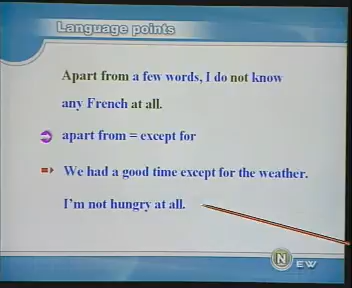 Language points
Apart from a few words, I do not know
any French at all.
apart from = except for
We had a good time except for the weather.
I'm not hungry at all.
N EW